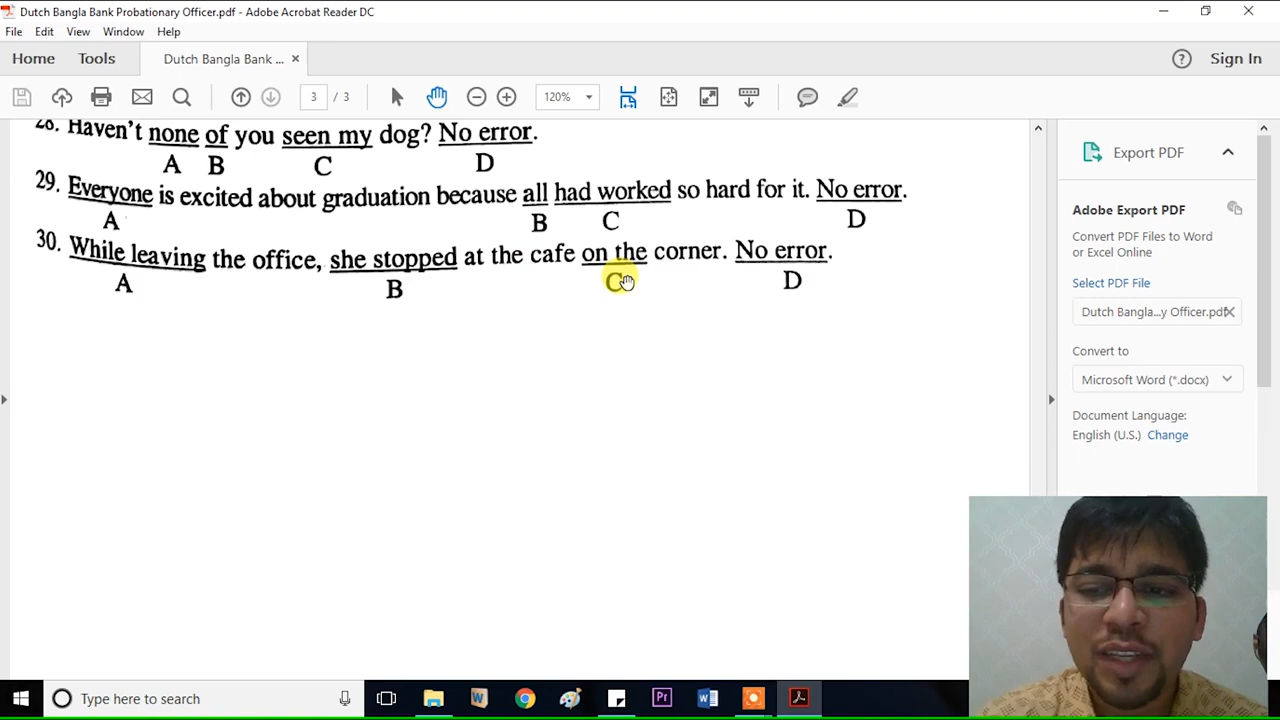 Dutch Bangla Bank Probationary Officer.pdf - Adobe Acrobat Reader DC
File Edit View Window Help
Home Tools Dutch Bangla Bank ... × Sign In
3 / 3 120%
28. Haven't none of you seen my dog? No error.
A B C D
29. Everyone is excited about graduation because all had worked so hard for it. No error.
A B C D
30. While leaving the office, she stopped at the cafe on the corner. No error.
A B C D
Export PDF
Adobe Export PDF
Convert PDF Files to Word
or Excel Online
Select PDF File
Dutch Bangla...y Officer.pdf
Convert to
Microsoft Word (*.docx)
Document Language:
English (U.S.) Change
Type here to search
W Pr W